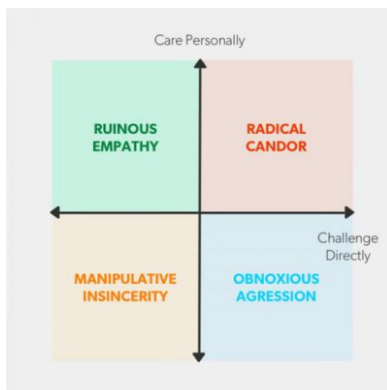 Care Personally
RUINOUS
EMPATHY
RADICAL
CANDOR
Challenge
Directly
MANIPULATIVE
INSINCERITY
OBNOXIOUS
AGRESSION